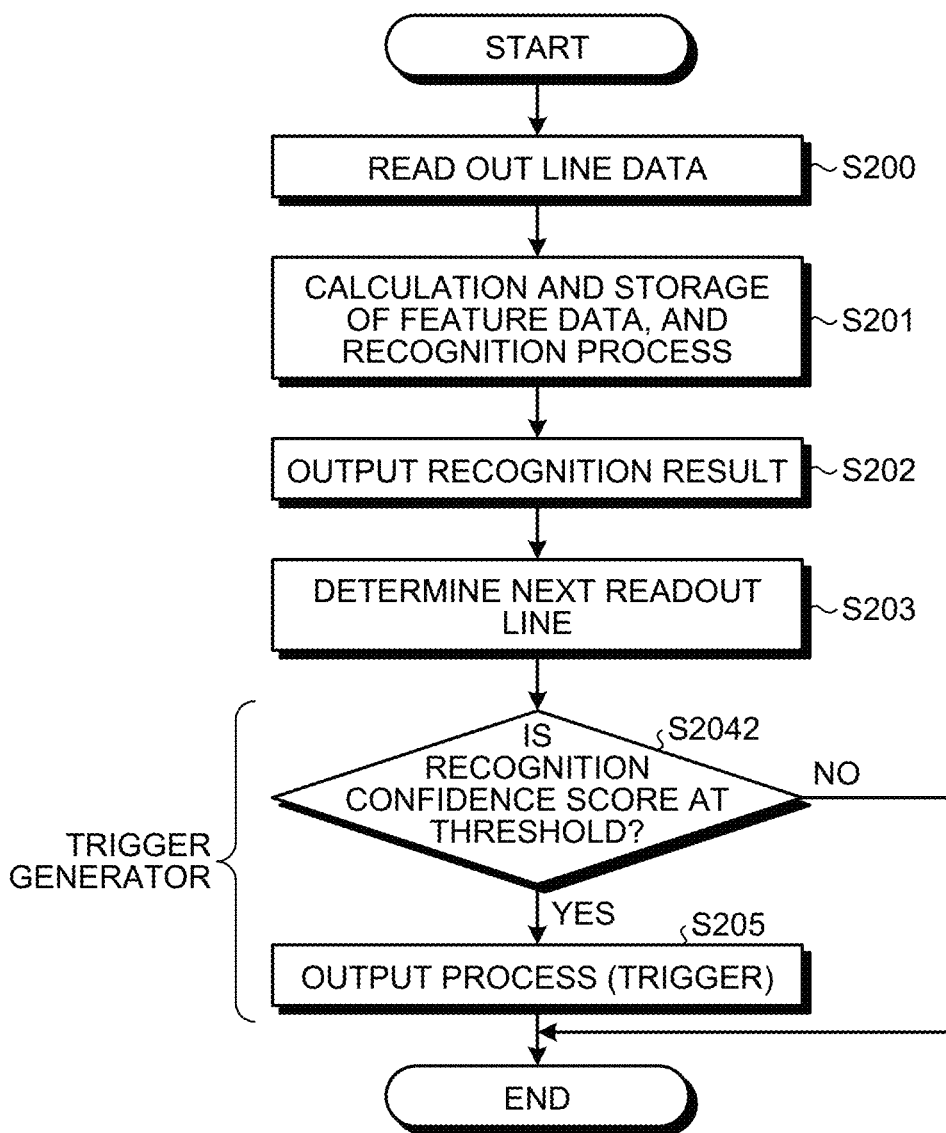 START
READ OUT LINE DATA
S200
CALCULATION AND STORAGE
OF FEATURE DATA, AND
RECOGNITION PROCESS
S201
OUTPUT RECOGNITION RESULT
S202
DETERMINE NEXT READOUT
LINE
S203
IS
RECOGNITION
CONFIDENCE SCORE AT
THRESHOLD?
S2042
NO
TRIGGER
GENERATOR
YES
S205
OUTPUT PROCESS (TRIGGER)
END